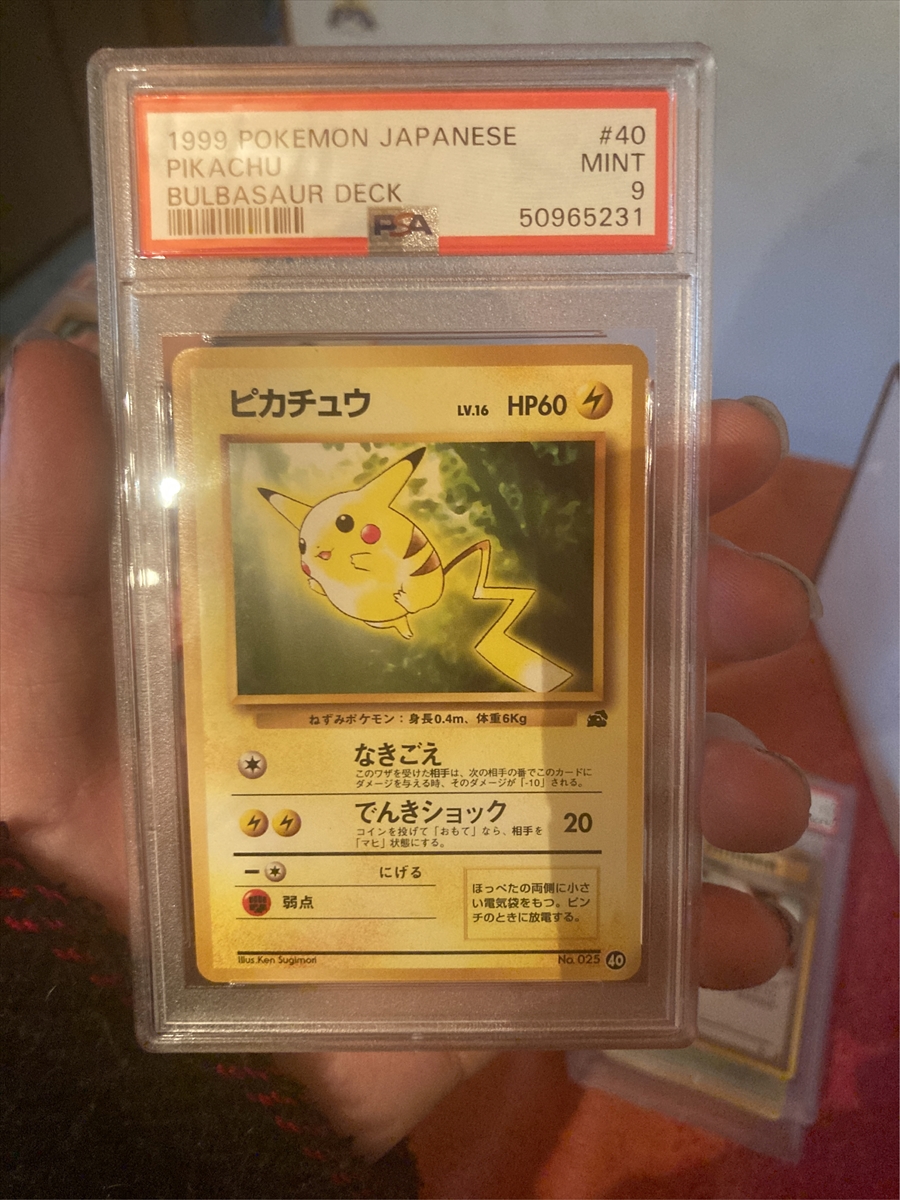 1999 POKEMON JAPANESE #40
PIKACHU MINT
BULBASAUR DECK 9
PSA 50965231
ピカチュウ LV.16 HP60
ねずみポケモン：身長0.4m、体重6Kg
なきごえ
このワザを受けた相手は、次の相手の番でこのカードに
ダメージを与える時、そのダメージが「-10」される。
でんきショック 20
コインを投げて「おもて」なら、相手を
「マヒ」状態にする。
にげる
弱点
ほっぺたの両側に小さ
い電気袋をもつ。ピン
チのときに放電する。
Illus.Ken Sugimori No.025 40